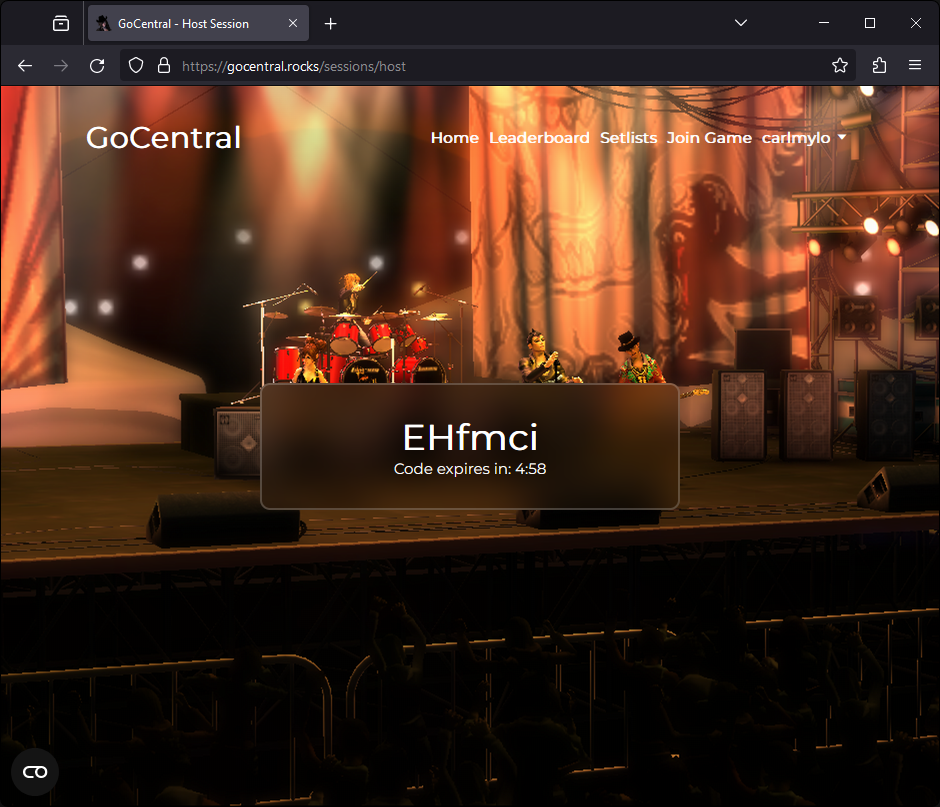 GoCentral - Host Session
https://gocentral.rocks/sessions/host
GoCentral
Home Leaderboard Setlists Join Game carlmylo
EHfmci
Code expires in: 4:58